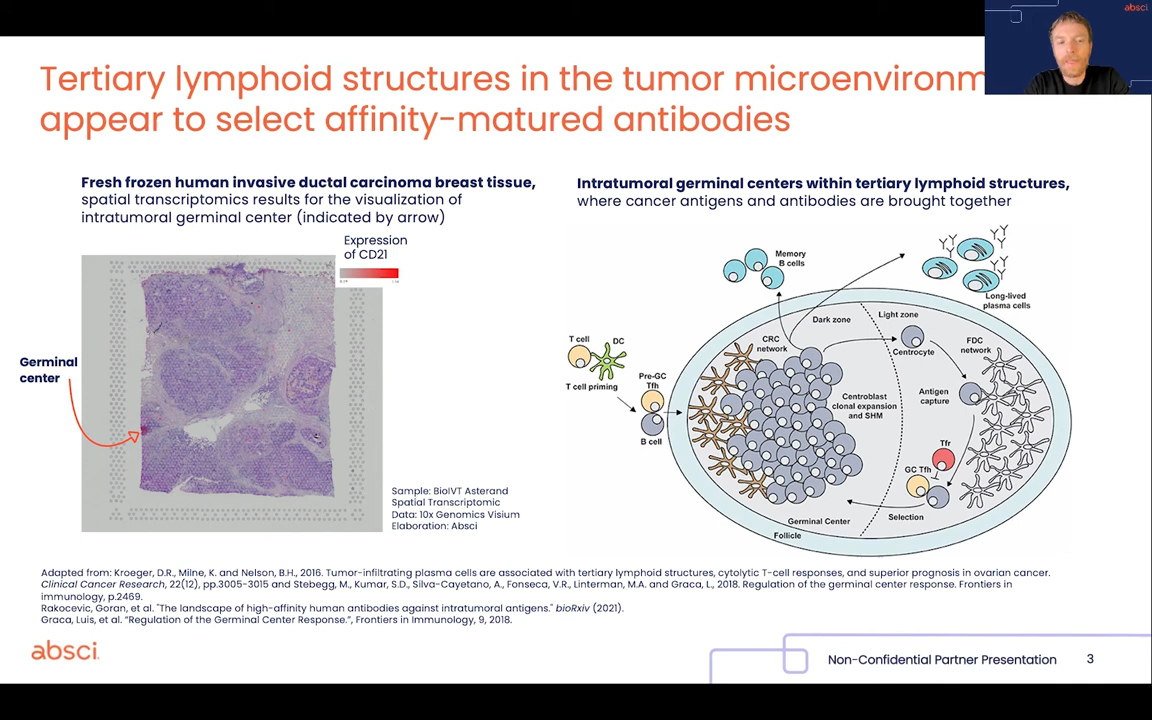 absci
Tertiary lymphoid structures in the tumor microenvironm
appear to select affinity-matured antibodies
Fresh frozen human invasive ductal carcinoma breast tissue,
spatial transcriptomics results for the visualization of
intratumoral germinal center (indicated by arrow)
Expression
of CD21
Germinal
center
Sample: BioIVT Asterand
Spatial Transcriptomic
Data: 10x Genomics Visium
Elaboration: Absci
Intratumoral germinal centers within tertiary lymphoid structures,
where cancer antigens and antibodies are brought together
Memory
B cells
Long-lived
plasma cells
Dark zone
Light zone
T cell
DC
T cell priming
Pre-GC
Tfh
B cell
CRC
network
Centrocyte
FDC
network
Centroblast
clonal expansion
and SHM
Antigen
capture
Tfr
GC Tfh
Selection
Germinal Center
Follicle
Adapted from: Kroeger, D.R., Milne, K. and Nelson, B.H., 2016. Tumor-infiltrating plasma cells are associated with tertiary lymphoid structures, cytolytic T-cell responses, and superior prognosis in ovarian cancer.
Clinical Cancer Research, 22(12), pp.3005-3015 and Stebegg, M., Kumar, S.D., Silva-Cayetano, A., Fonseca, V.R., Linterman, M.A. and Graca, L., 2018. Regulation of the germinal center response. Frontiers in
immunology, p.2469.
Rakocevic, Goran, et al. "The landscape of high-affinity human antibodies against intratumoral antigens." bioRxiv (2021).
Graca, Luis, et al. "Regulation of the Germinal Center Response.", Frontiers in Immunology, 9, 2018.
absci
Non-Confidential Partner Presentation
3